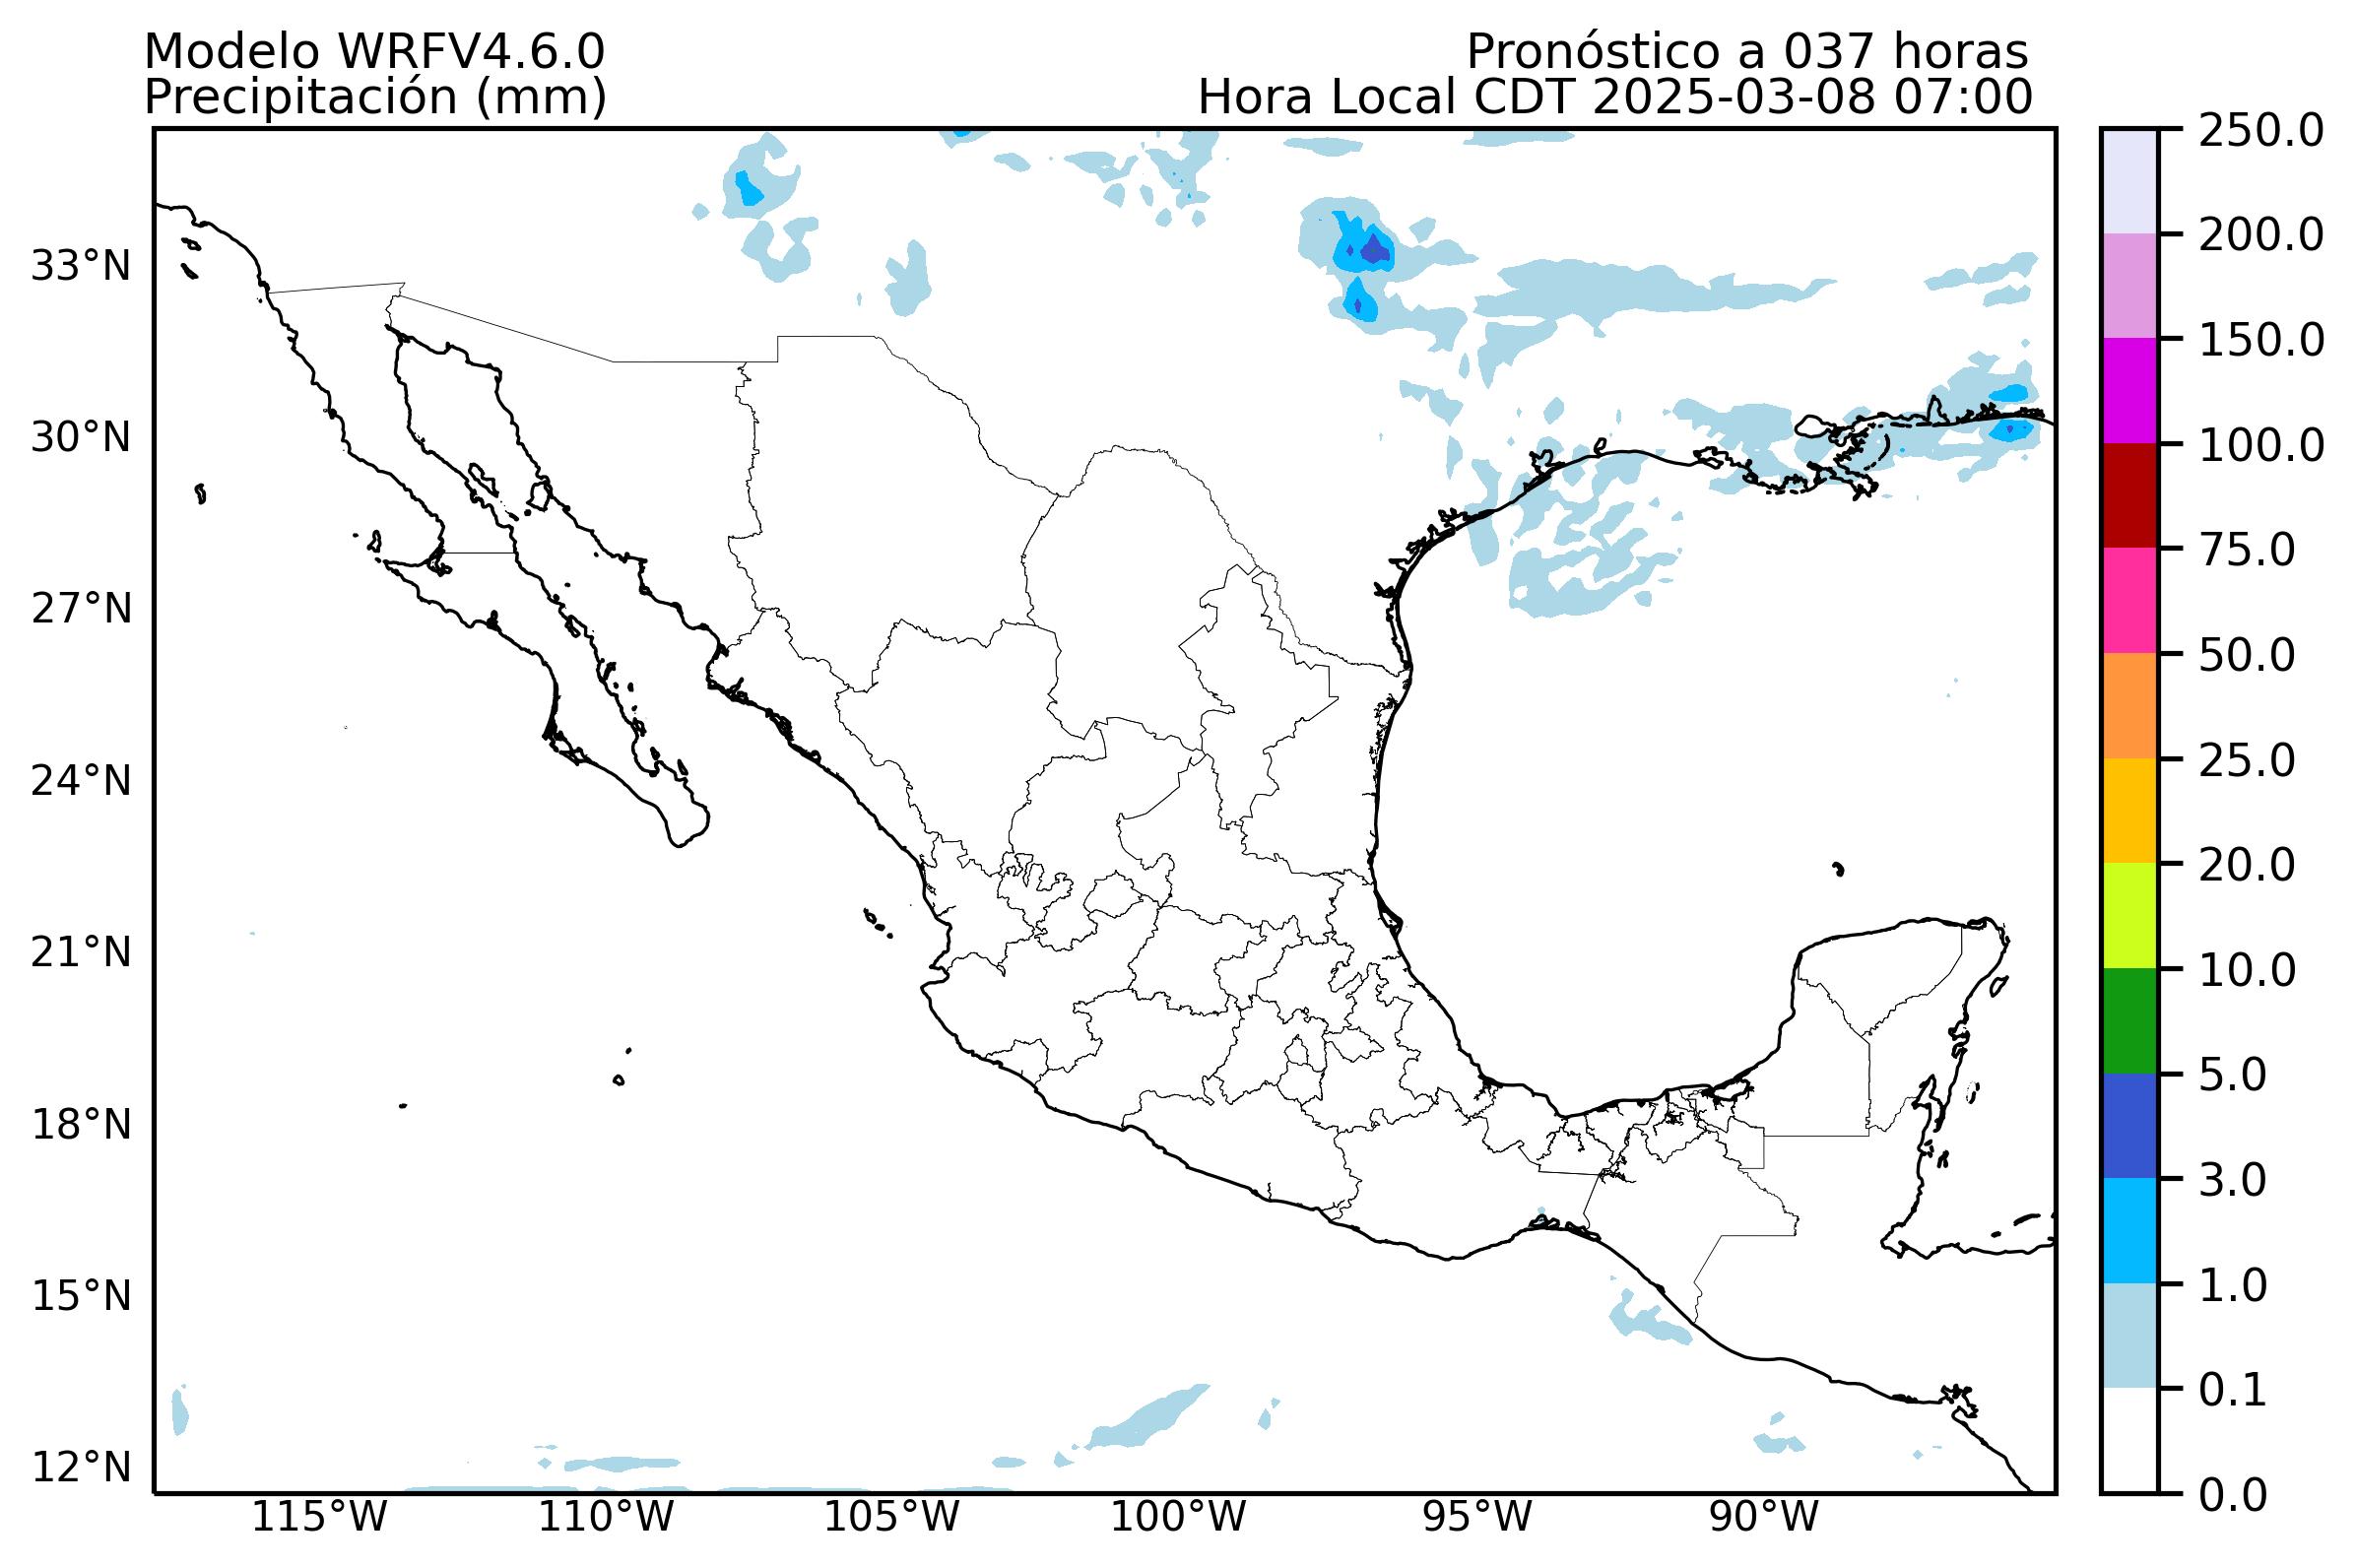 Modelo WRFV4.6.0
Precipitación (mm)
Pronóstico a 037 horas
Hora Local CDT 2025-03-08 07:00
33°N
30°N
27°N
24°N
21°N
18°N
15°N
12°N
115°W
110°W
105°W
100°W
95°W
90°W
250.0
200.0
150.0
100.0
75.0
50.0
25.0
20.0
10.0
5.0
3.0
1.0
0.1
0.0